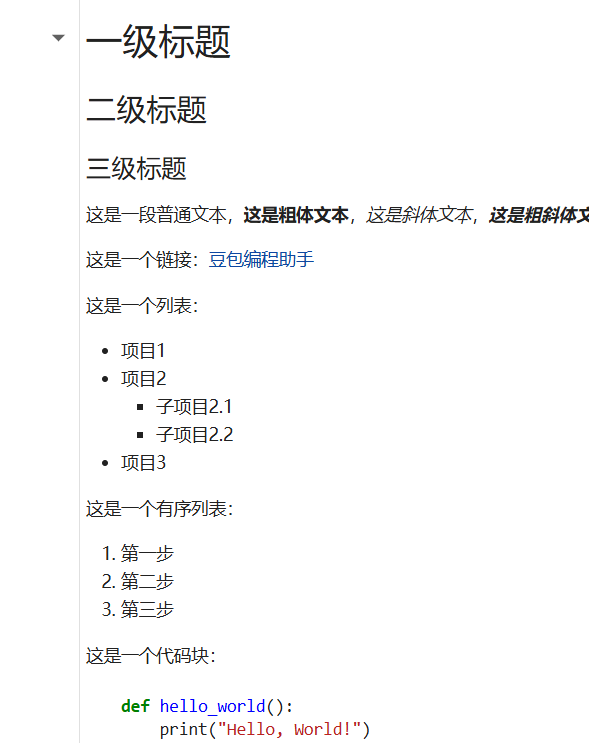 一级标题
二级标题
三级标题
这是一段普通文本，这是粗体文本，这是斜体文本，这是粗斜体文
这是一个链接：豆包编程助手
这是一个列表：
• 项目1
• 项目2
▪ 子项目2.1
▪ 子项目2.2
• 项目3
这是一个有序列表：
1. 第一步
2. 第二步
3. 第三步
这是一个代码块：
def hello_world():
    print("Hello, World!")